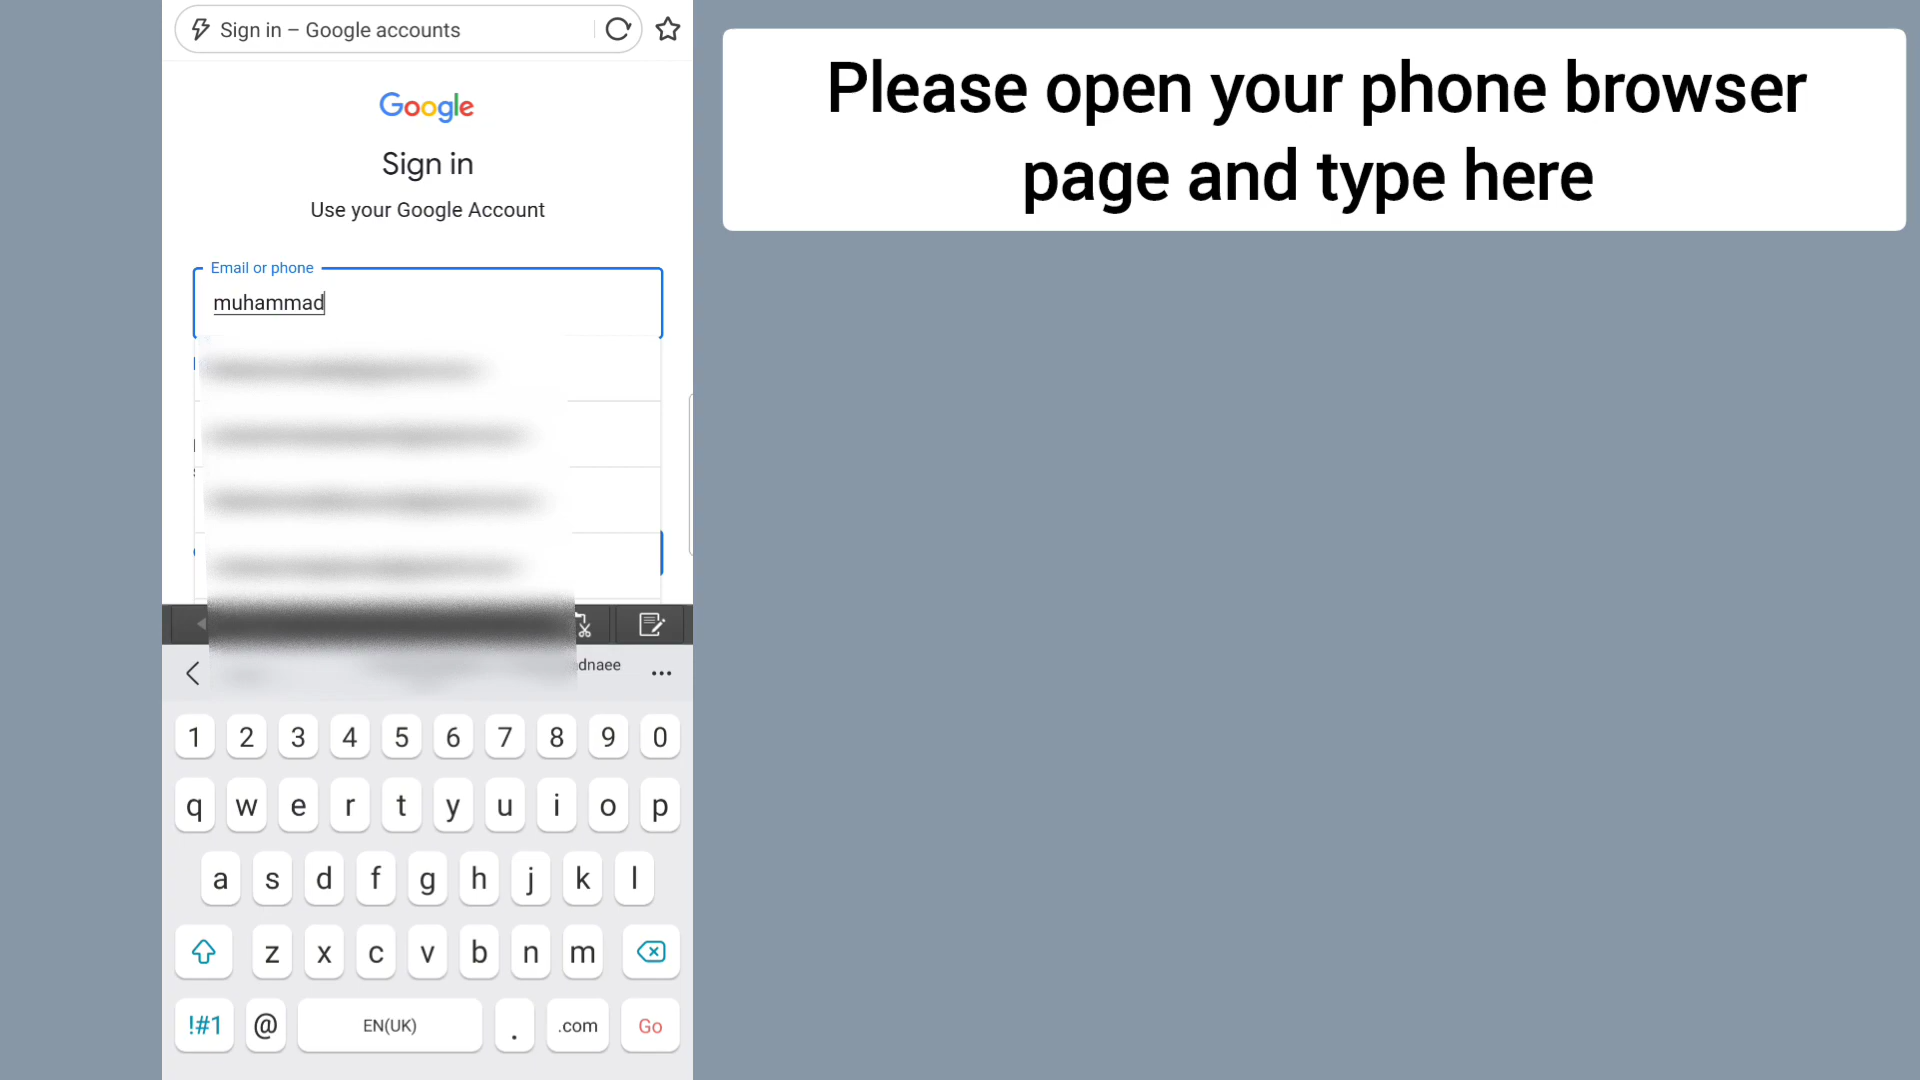 Sign in – Google accounts
Google
Sign in
Use your Google Account
Email or phone
muhammad
dnaee
1 2 3 4 5 6 7 8 9 0
q w e r t y u i o p
a s d f g h j k l
z x c v b n m
!#1 @ EN(UK) . .com Go
Please open your phone browser
page and type here